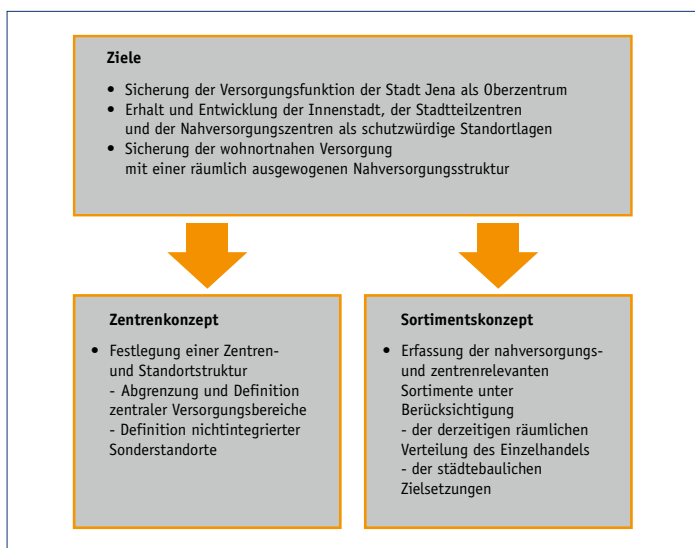 Ziele
• Sicherung der Versorgungsfunktion der Stadt Jena als Oberzentrum
• Erhalt und Entwicklung der Innenstadt, der Stadtteilzentren
und der Nahversorgungszentren als schutzwürdige Standortlagen
• Sicherung der wohnortnahen Versorgung
mit einer räumlich ausgewogenen Nahversorgungsstruktur
Zentrenkonzept
• Festlegung einer Zentren-
und Standortstruktur
- Abgrenzung und Definition
zentraler Versorgungsbereiche
- Definition nichtintegrierter
Sonderstandorte
Sortimentskonzept
• Erfassung der nahversorgungs-
und zentrenrelevanten
Sortimente unter
Berücksichtigung
- der derzeitigen räumlichen
Verteilung des Einzelhandels
- der städtebaulichen
Zielsetzungen